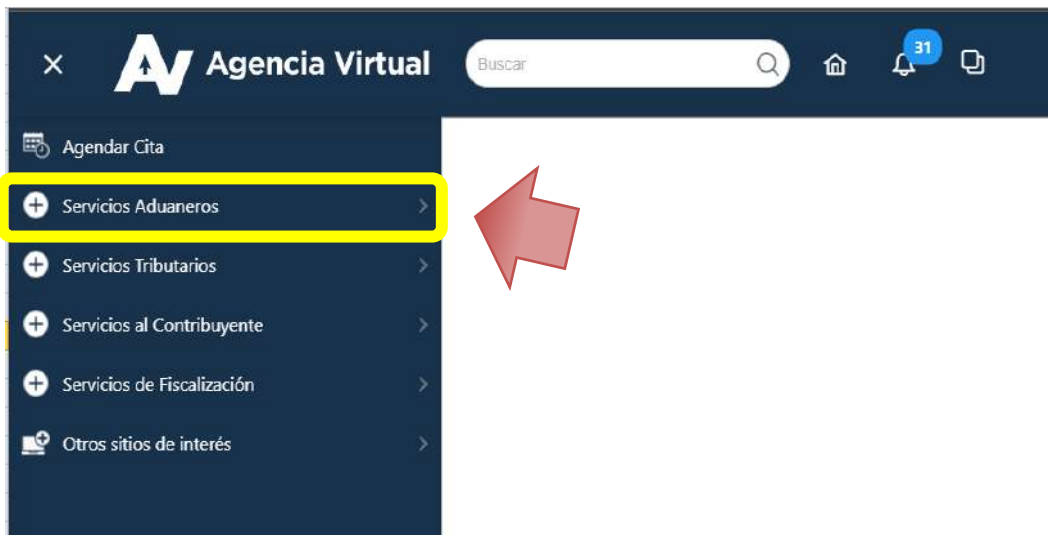 Agencia Virtual
Buscar
31
Agendar Cita
Servicios Aduaneros
Servicios Tributarios
Servicios al Contribuyente
Servicios de Fiscalización
Otros sitios de interés